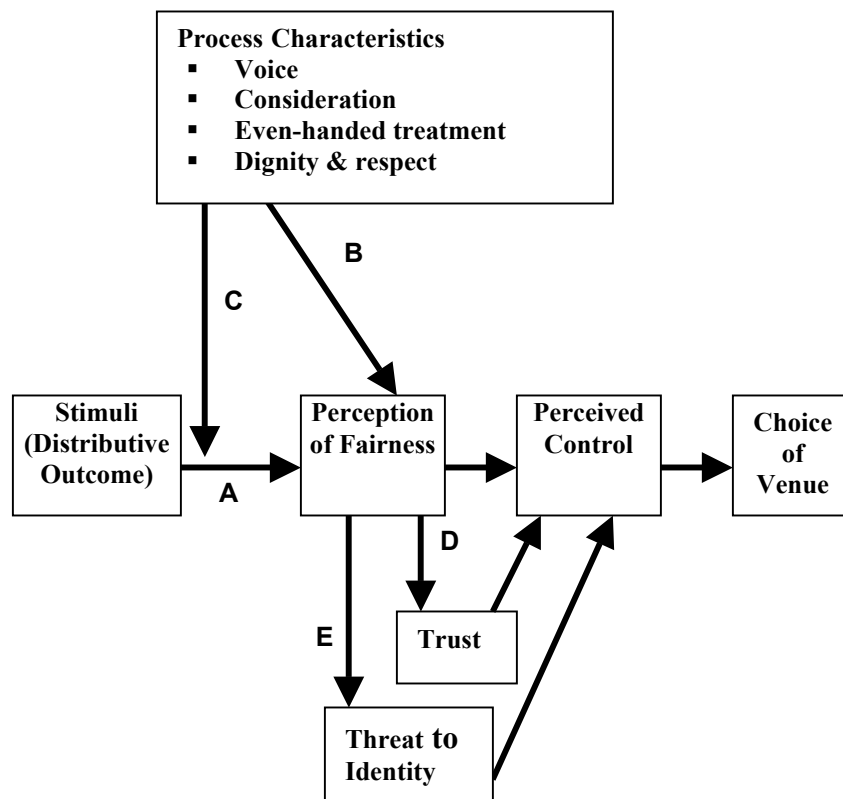 Process Characteristics
▪ Voice
▪ Consideration
▪ Even-handed treatment
▪ Dignity & respect
B
C
Stimuli
(Distributive
Outcome)
A
Perception
of Fairness
Perceived
Control
Choice
of
Venue
D
E
Trust
Threat to
Identity